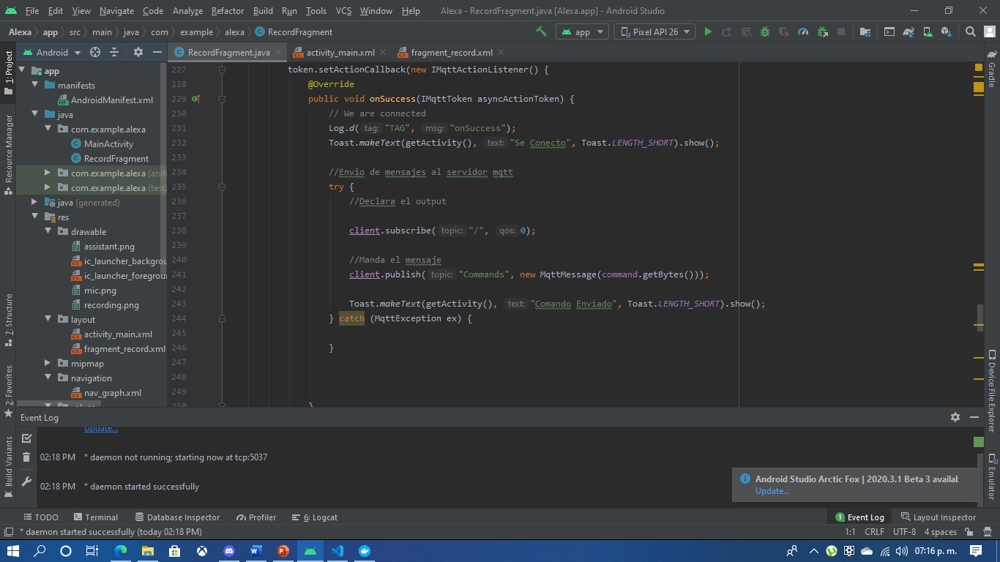 File Edit View Navigate Code Analyze Refactor Build Run Tools VCS Window Help Alexa - RecordFragment.java [Alexa.app] - Android Studio
Alexa app src main java com example alexa RecordFragment app Pixel API 26
1: Project
Resource Manager
7: Structure
2: Favorites
Build Variants
Android
app
manifests
AndroidManifest.xml
java
com.example.alexa
MainActivity
RecordFragment
com.example.alexa (and
com.example.alexa (test
java (generated)
res
drawable
assistant.png
ic_launcher_backgrou
ic_launcher_foregroun
mic.png
recording.png
layout
activity_main.xml
fragment_record.xml
mipmap
navigation
nav_graph.xml
values
RecordFragment.java activity_main.xml fragment_record.xml
227 token.setActionCallback(new IMqttActionListener() {
228 @Override
229 public void onSuccess(IMqttToken asyncActionToken) {
230 // We are connected
231 Log.d( tag: "TAG", msg: "onSuccess");
232 Toast.makeText(getActivity(), text: "Se Conecto", Toast.LENGTH_SHORT).show();
233
234 //Envio de mensajes al servidor mqtt
235 try {
236 //Declara el output
237
238 client.subscribe( topic: "/", qos: 0);
239
240 //Manda el mensaje
241 client.publish( topic: "Commands", new MqttMessage(command.getBytes()));
242
243 Toast.makeText(getActivity(), text: "Comando Enviado", Toast.LENGTH_SHORT).show();
244 } catch (MqttException ex) {
245
246 }
247
248
249
250 }
Gradle
Device File Explorer
Emulator
Event Log
Update...
02:18 PM * daemon not running; starting now at tcp:5037
02:18 PM * daemon started successfully
Android Studio Arctic Fox | 2020.3.1 Beta 3 availal
Update...
TODO Terminal Database Inspector Profiler 6: Logcat 1 Event Log Layout Inspector
* daemon started successfully (today 02:18 PM) 1:1 CRLF UTF-8 4 spaces
07:16 p. m.